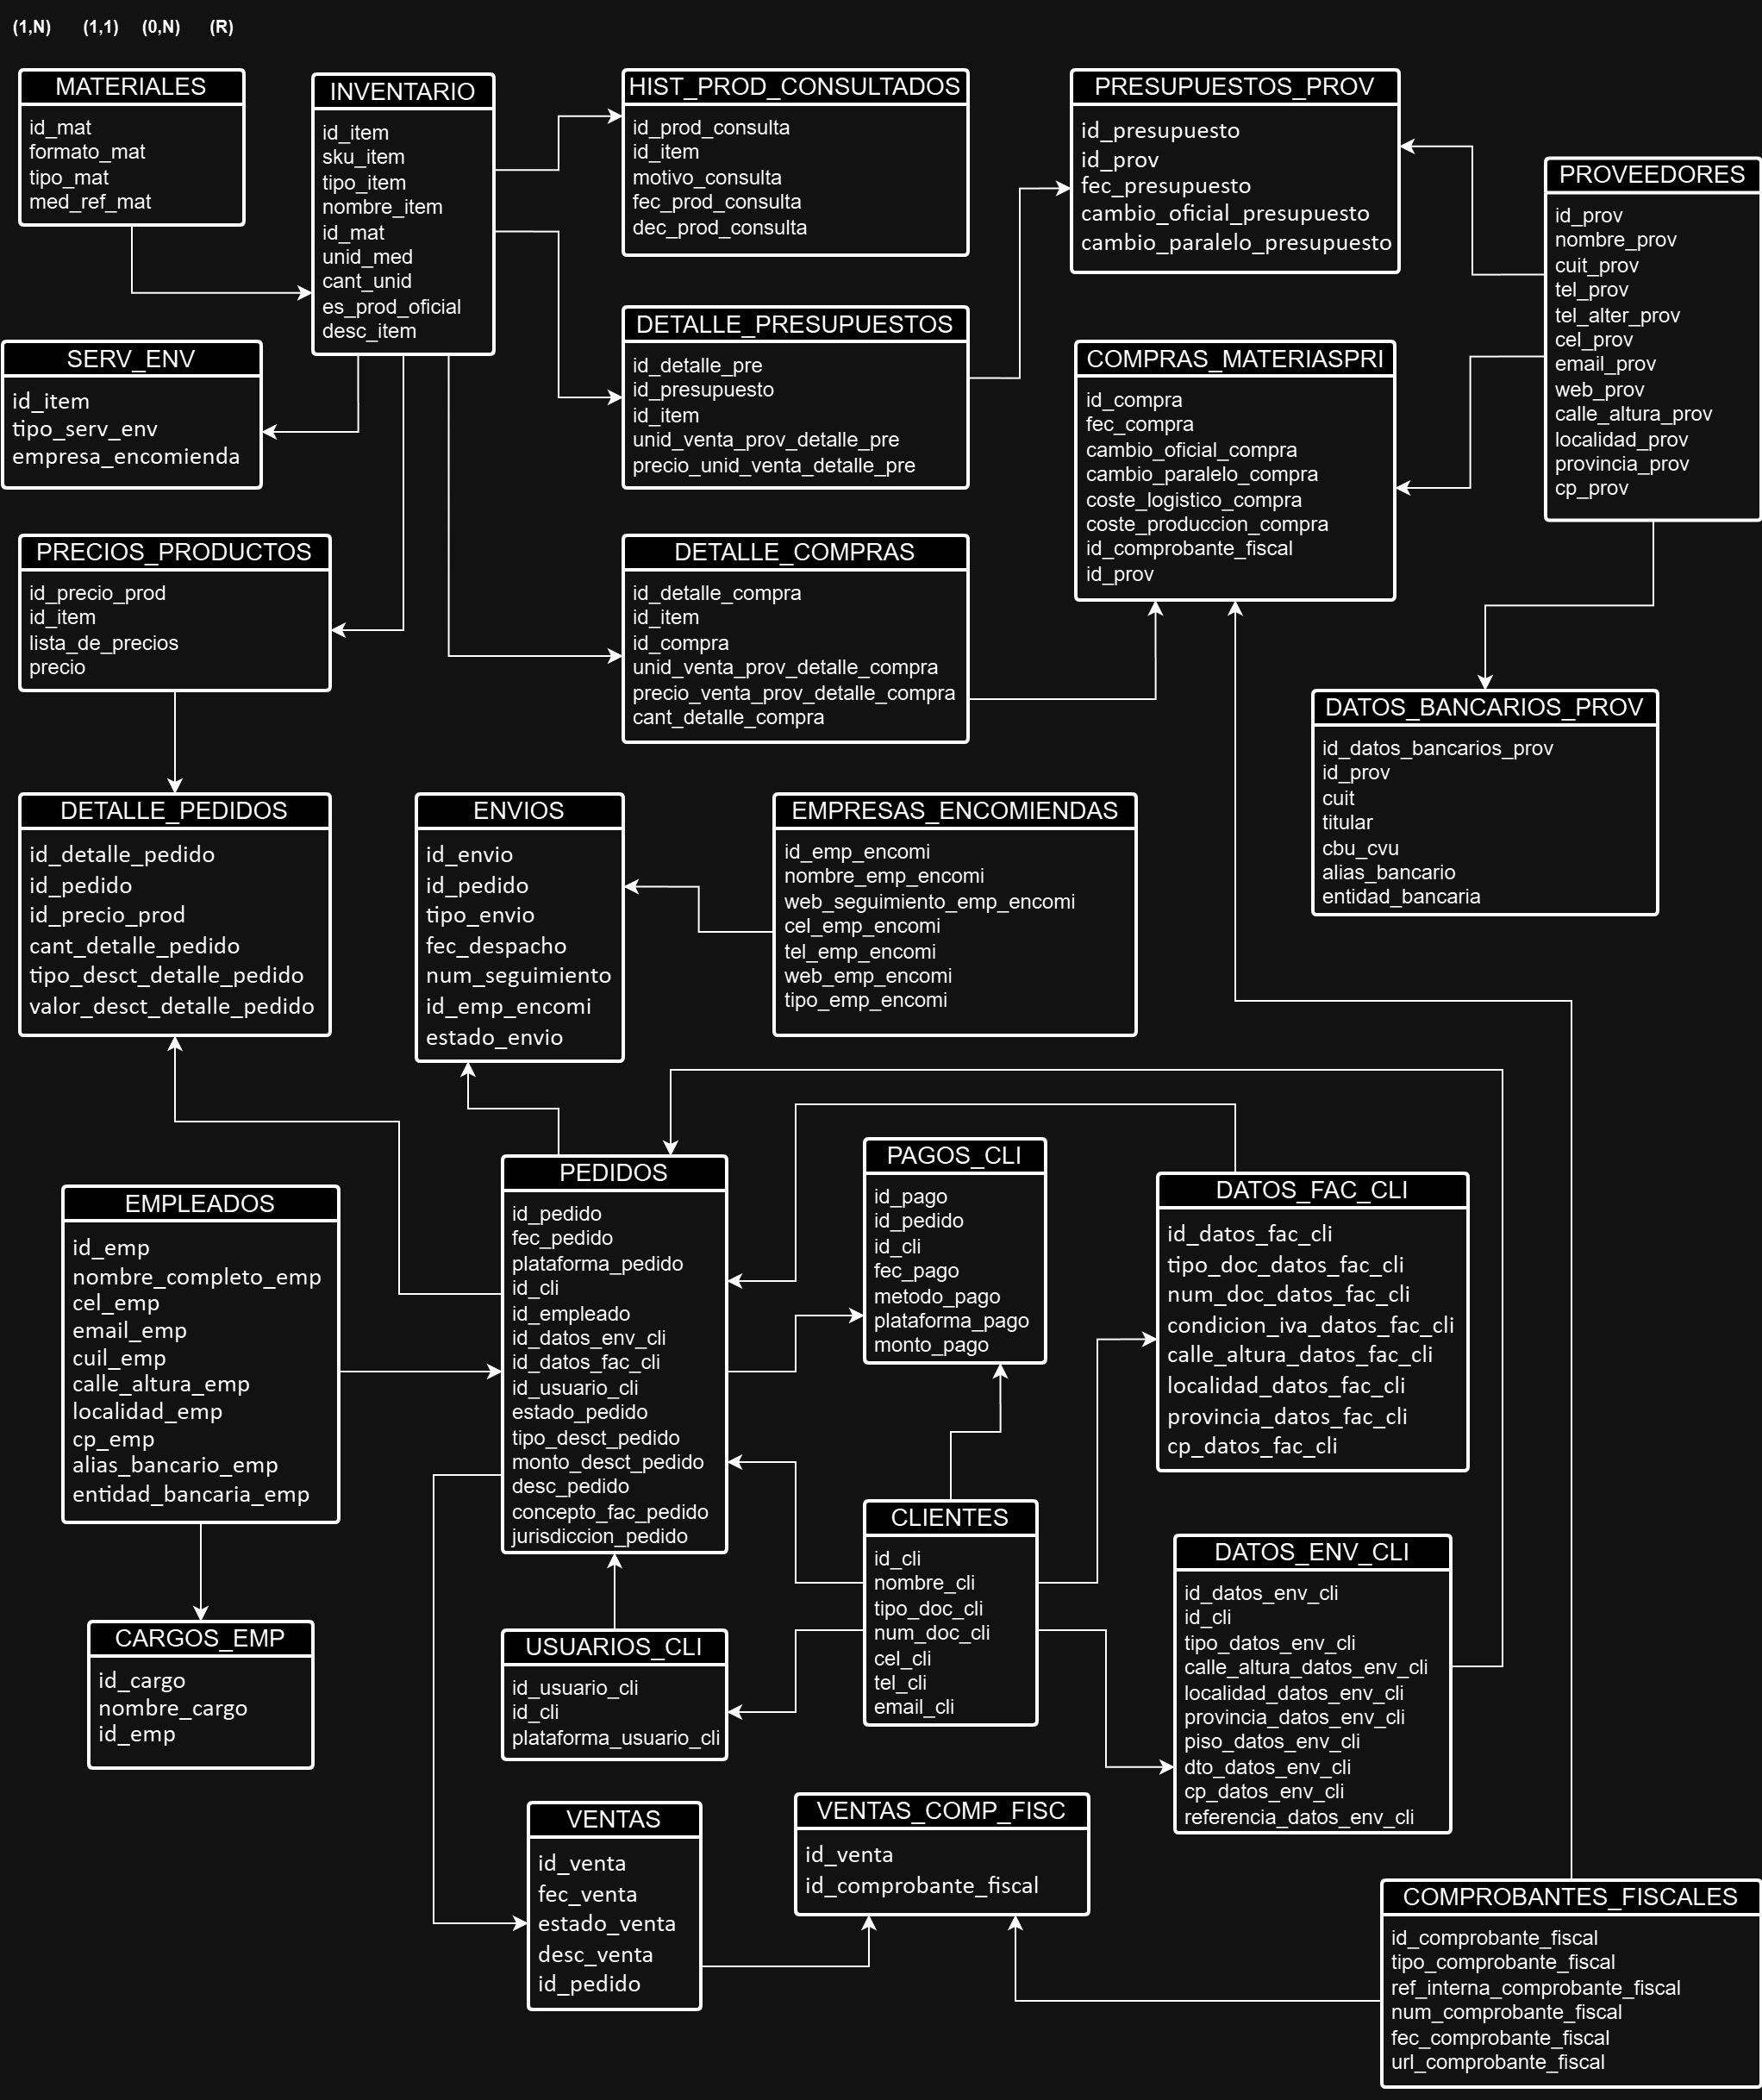 (1,N) (1,1) (0,N) (R)
MATERIALES
id_mat
formato_mat
tipo_mat
med_ref_mat
INVENTARIO
id_item
sku_item
tipo_item
nombre_item
id_mat
unid_med
cant_unid
es_prod_oficial
desc_item
HIST_PROD_CONSULTADOS
id_prod_consulta
id_item
motivo_consulta
fec_prod_consulta
dec_prod_consulta
PRESUPUESTOS_PROV
id_presupuesto
id_prov
fec_presupuesto
cambio_oficial_presupuesto
cambio_paralelo_presupuesto
PROVEEDORES
id_prov
nombre_prov
cuit_prov
tel_prov
tel_alter_prov
cel_prov
email_prov
web_prov
calle_altura_prov
localidad_prov
provincia_prov
cp_prov
SERV_ENV
id_item
tipo_serv_env
empresa_encomienda
DETALLE_PRESUPUESTOS
id_detalle_pre
id_presupuesto
id_item
unid_venta_prov_detalle_pre
precio_unid_venta_detalle_pre
COMPRAS_MATERIASPRI
id_compra
fec_compra
cambio_oficial_compra
cambio_paralelo_compra
coste_logistico_compra
coste_produccion_compra
id_comprobante_fiscal
id_prov
PRECIOS_PRODUCTOS
id_precio_prod
id_item
lista_de_precios
precio
DETALLE_COMPRAS
id_detalle_compra
id_item
id_compra
unid_venta_prov_detalle_compra
precio_venta_prov_detalle_compra
cant_detalle_compra
DATOS_BANCARIOS_PROV
id_datos_bancarios_prov
id_prov
cuit
titular
cbu_cvu
alias_bancario
entidad_bancaria
DETALLE_PEDIDOS
id_detalle_pedido
id_pedido
id_precio_prod
cant_detalle_pedido
tipo_desct_detalle_pedido
valor_desct_detalle_pedido
ENVIOS
id_envio
id_pedido
tipo_envio
fec_despacho
num_seguimiento
id_emp_encomi
estado_envio
EMPRESAS_ENCOMIENDAS
id_emp_encomi
nombre_emp_encomi
web_seguimiento_emp_encomi
cel_emp_encomi
tel_emp_encomi
web_emp_encomi
tipo_emp_encomi
EMPLEADOS
id_emp
nombre_completo_emp
cel_emp
email_emp
cuil_emp
calle_altura_emp
localidad_emp
cp_emp
alias_bancario_emp
entidad_bancaria_emp
PEDIDOS
id_pedido
fec_pedido
plataforma_pedido
id_cli
id_empleado
id_datos_env_cli
id_datos_fac_cli
id_usuario_cli
estado_pedido
tipo_desct_pedido
monto_desct_pedido
desc_pedido
concepto_fac_pedido
jurisdiccion_pedido
PAGOS_CLI
id_pago
id_pedido
id_cli
fec_pago
metodo_pago
plataforma_pago
monto_pago
DATOS_FAC_CLI
id_datos_fac_cli
tipo_doc_datos_fac_cli
num_doc_datos_fac_cli
condicion_iva_datos_fac_cli
calle_altura_datos_fac_cli
localidad_datos_fac_cli
provincia_datos_fac_cli
cp_datos_fac_cli
CLIENTES
id_cli
nombre_cli
tipo_doc_cli
num_doc_cli
cel_cli
tel_cli
email_cli
DATOS_ENV_CLI
id_datos_env_cli
id_cli
tipo_datos_env_cli
calle_altura_datos_env_cli
localidad_datos_env_cli
provincia_datos_env_cli
piso_datos_env_cli
dto_datos_env_cli
cp_datos_env_cli
referencia_datos_env_cli
CARGOS_EMP
id_cargo
nombre_cargo
id_emp
USUARIOS_CLI
id_usuario_cli
id_cli
plataforma_usuario_cli
VENTAS
id_venta
fec_venta
estado_venta
desc_venta
id_pedido
VENTAS_COMP_FISC
id_venta
id_comprobante_fiscal
COMPROBANTES_FISCALES
id_comprobante_fiscal
tipo_comprobante_fiscal
ref_interna_comprobante_fiscal
num_comprobante_fiscal
fec_comprobante_fiscal
url_comprobante_fiscal